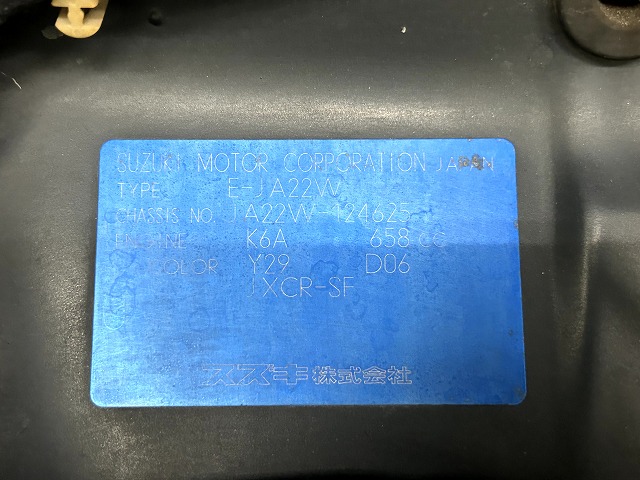 SUZUKI MOTOR CORPORATION JAPAN
TYPE E-JA22W
CHASSIS NO. JA22W-124625
ENGINE K6A 658 cc
COLOR Y29 D06
JXCR-SF
スズキ株式会社